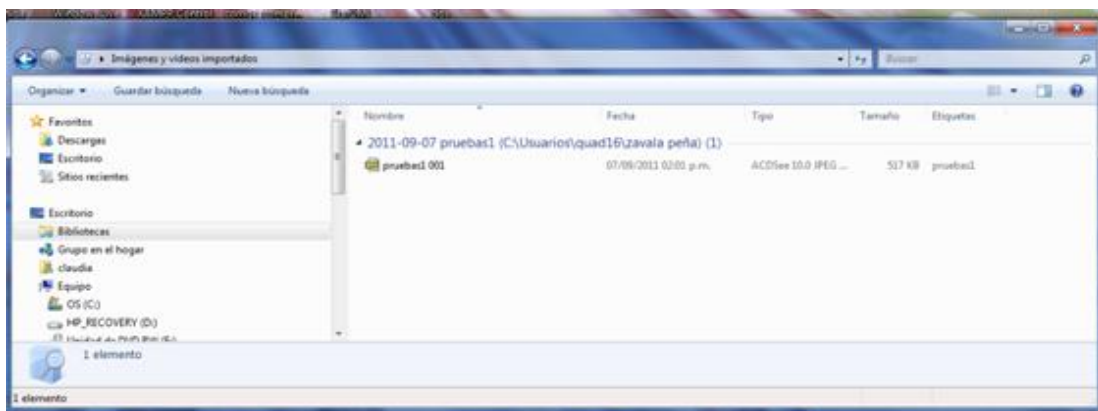 Imágenes y videos importados
Buscar
Organizar
Guardar búsqueda
Nueva búsqueda
Favoritos
Descargas
Escritorio
Sitios recientes
Escritorio
Bibliotecas
Grupo en el hogar
claudia
Equipo
OS (C:)
HP_RECOVERY (D:)
Nombre
Fecha
Tipo
Tamaño
Etiquetas
2011-09-07 pruebas1 (C:\Usuarios\quad16\zavala peña) (1)
pruebas1 001
07/09/2011 02:01 p.m.
ACDSee 10.0 JPEG ...
517 KB
pruebas1
1 elemento
1 elemento